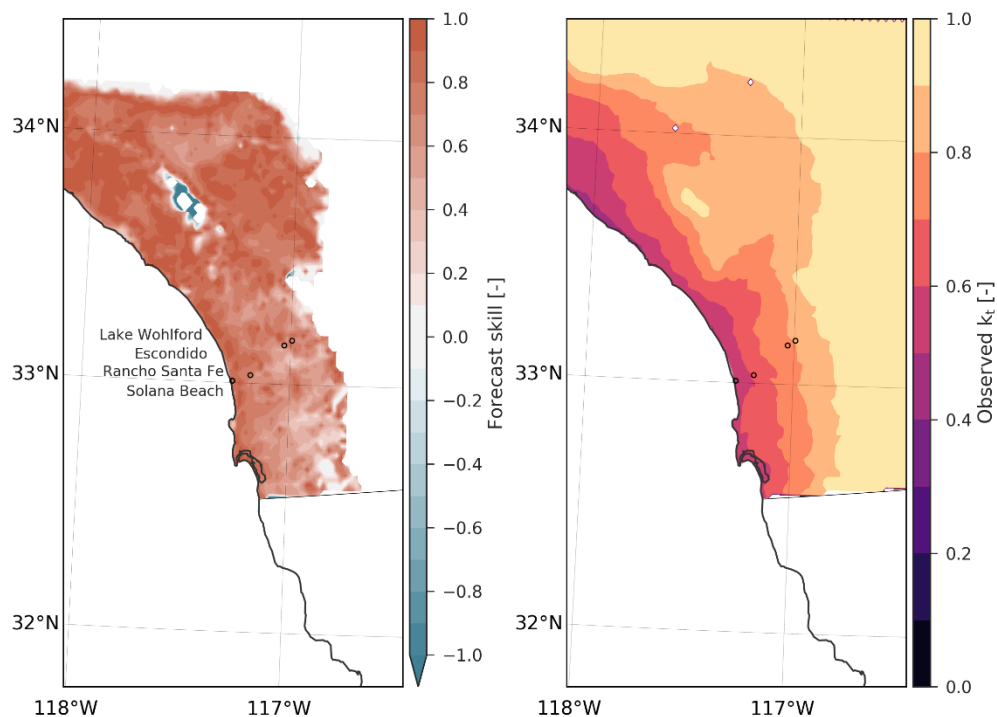 1.0
0.8
0.6
0.4
0.2
0.0
−0.2
−0.4
−0.6
−0.8
−1.0
Forecast skill [-]
34°N
33°N
32°N
118°W
117°W
Lake Wohlford
Escondido
Rancho Santa Fe
Solana Beach
1.0
0.8
0.6
0.4
0.2
0.0
Observed kt [-]
34°N
33°N
32°N
118°W
117°W